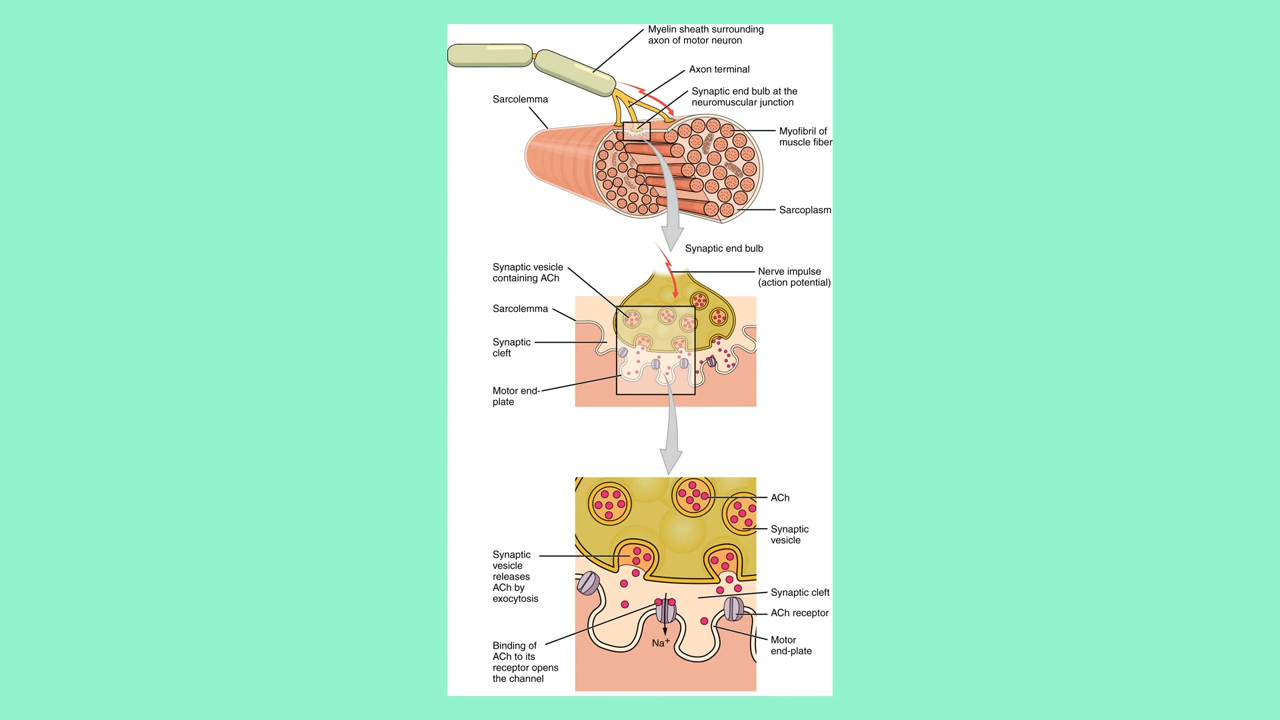 Myelin sheath surrounding
axon of motor neuron
Axon terminal
Synaptic end bulb at the
neuromuscular junction
Sarcolemma
Myofibril of
muscle fiber
Sarcoplasm
Synaptic end bulb
Synaptic vesicle
containing ACh
Nerve impulse
(action potential)
Sarcolemma
Synaptic
cleft
Motor end-
plate
ACh
Synaptic
vesicle
Synaptic
vesicle
releases
ACh by
exocytosis
Synaptic cleft
ACh receptor
Motor
end-plate
Na⁺
Binding of
ACh to its
receptor opens
the channel